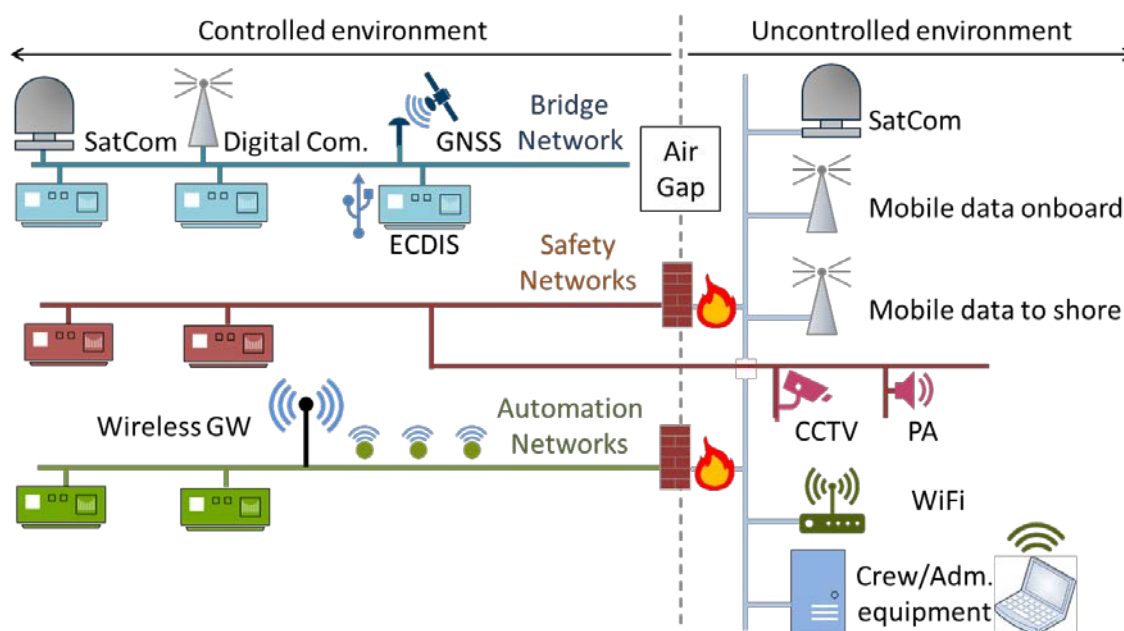 Controlled environment
Uncontrolled environment
SatCom
Digital Com.
GNSS
Bridge
Network
Air
Gap
SatCom
Mobile data onboard
ECDIS
Safety
Networks
Mobile data to shore
Wireless GW
Automation
Networks
CCTV
PA
WiFi
Crew/Adm.
equipment